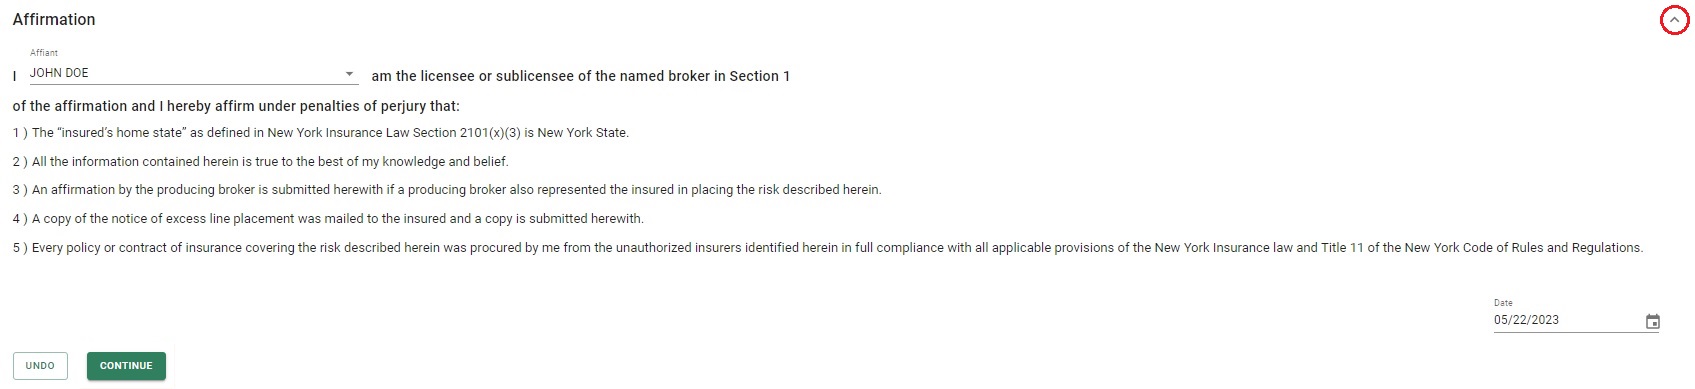 Affirmation
Affiant
I JOHN DOE am the licensee or sublicensee of the named broker in Section 1
of the affirmation and I hereby affirm under penalties of perjury that:
1 ) The “insured’s home state” as defined in New York Insurance Law Section 2101(x)(3) is New York State.
2 ) All the information contained herein is true to the best of my knowledge and belief.
3 ) An affirmation by the producing broker is submitted herewith if a producing broker also represented the insured in placing the risk described herein.
4 ) A copy of the notice of excess line placement was mailed to the insured and a copy is submitted herewith.
5 ) Every policy or contract of insurance covering the risk described herein was procured by me from the unauthorized insurers identified herein in full compliance with all applicable provisions of the New York Insurance law and Title 11 of the New York Code of Rules and Regulations.
Date
05/22/2023
UNDO CONTINUE